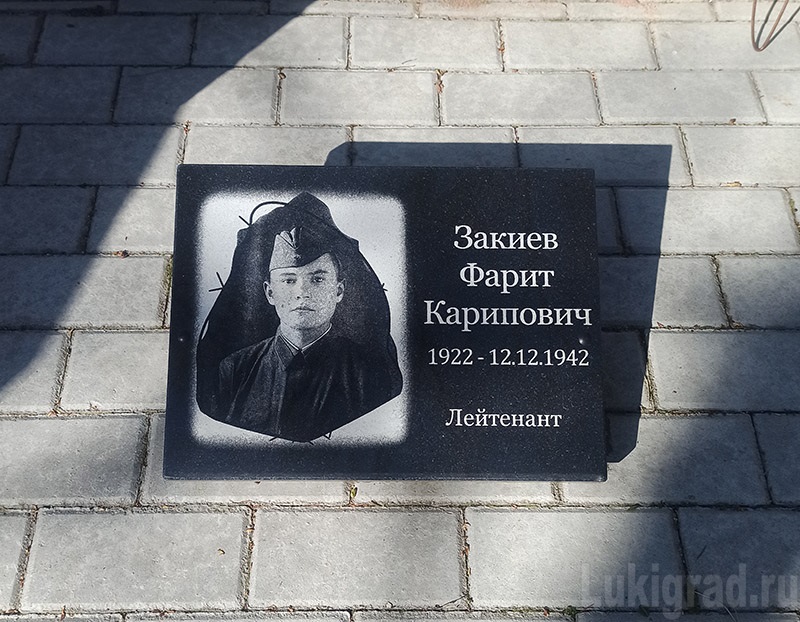 Закиев
Фарит
Карипович
1922 - 12.12.1942
Лейтенант
Lukigrad.ru